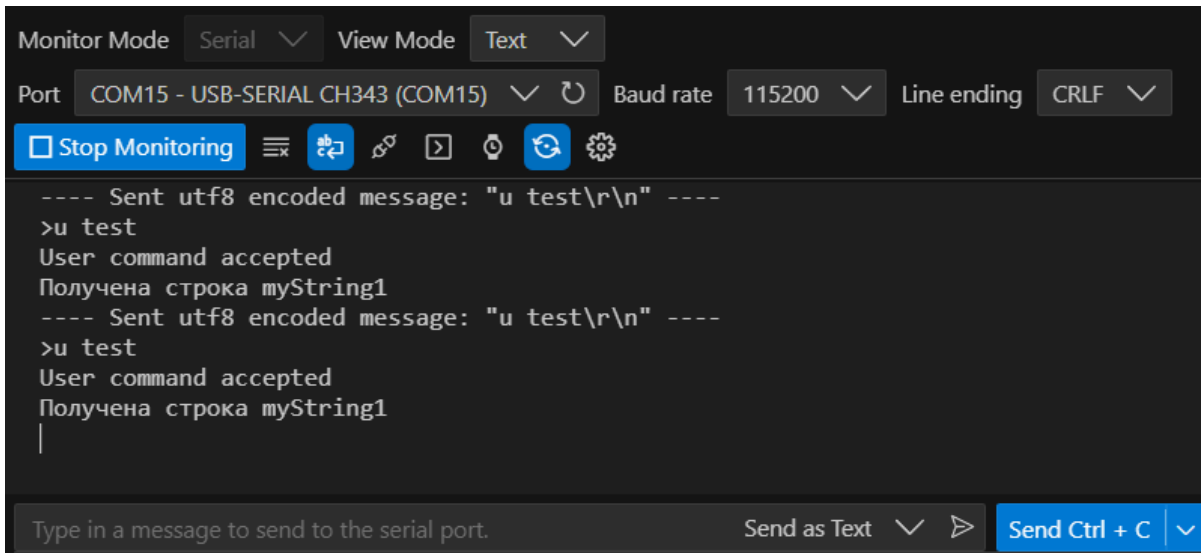 Monitor Mode Serial View Mode Text
Port COM15 - USB-SERIAL CH343 (COM15) Baud rate 115200 Line ending CRLF
Stop Monitoring
---- Sent utf8 encoded message: "u test\r\n" ----
>u test
User command accepted
Получена строка myString1
---- Sent utf8 encoded message: "u test\r\n" ----
>u test
User command accepted
Получена строка myString1
Type in a message to send to the serial port. Send as Text Send Ctrl + C